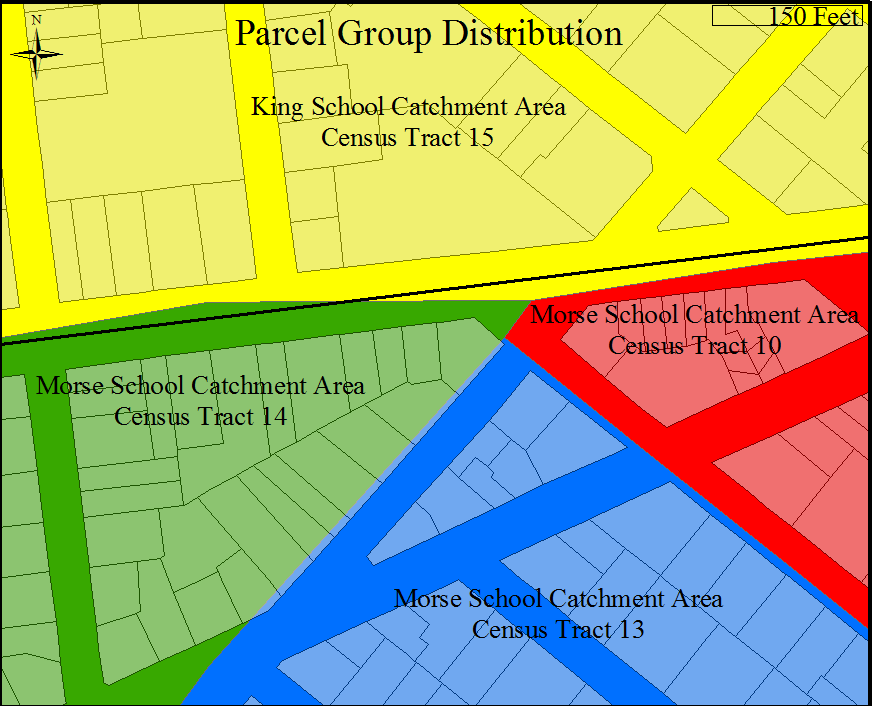 N
Parcel Group Distribution
150 Feet
King School Catchment Area
Census Tract 15
Morse School Catchment Area
Census Tract 10
Morse School Catchment Area
Census Tract 14
Morse School Catchment Area
Census Tract 13